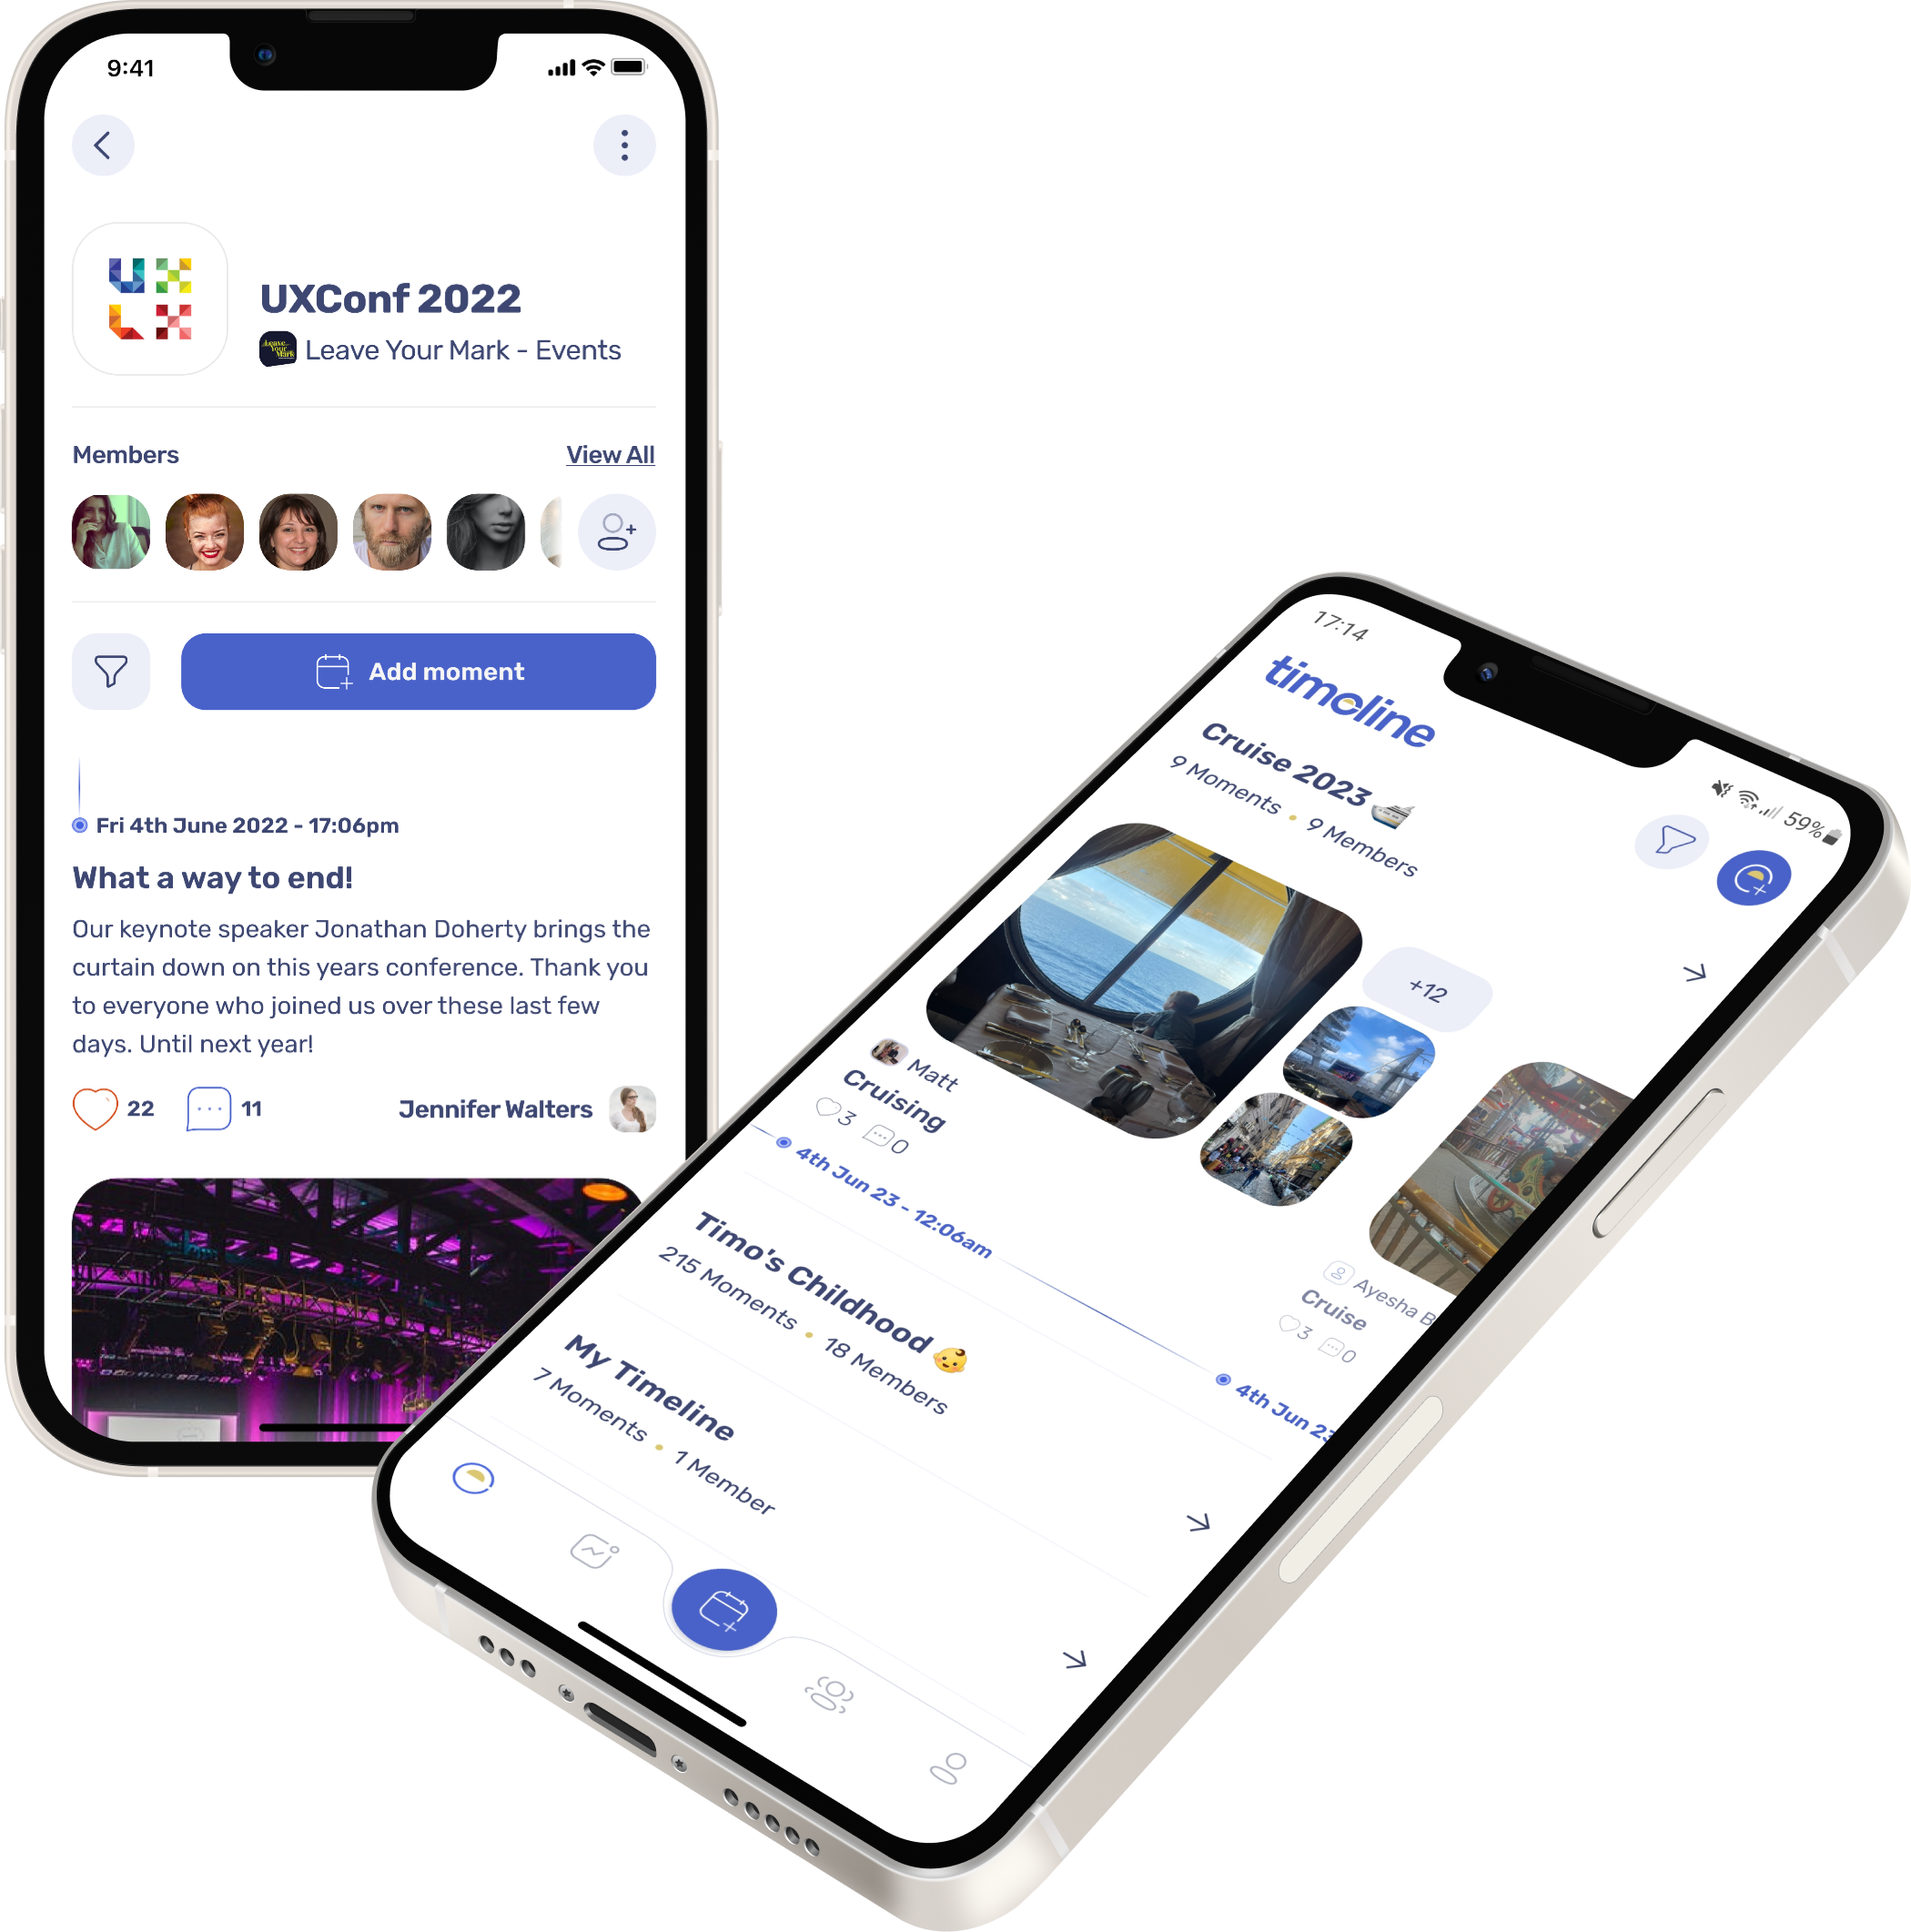 9:41
UXConf 2022
Leave Your Mark
Leave Your Mark - Events
Members
View All
Add moment
Fri 4th June 2022 - 17:06pm
What a way to end!
Our keynote speaker Jonathan Doherty brings the
curtain down on this years conference. Thank you
to everyone who joined us over these last few
days. Until next year!
22
11
Jennifer Walters
17:14
59%
timeline
Cruise 2023
9 Moments • 9 Members
+12
Matt
Cruising
3
0
4th Jun 23 - 12:06am
Ayesha B
Cruise
3
0
4th Jun 23
Timo's Childhood
215 Moments • 18 Members
My Timeline
7 Moments • 1 Member